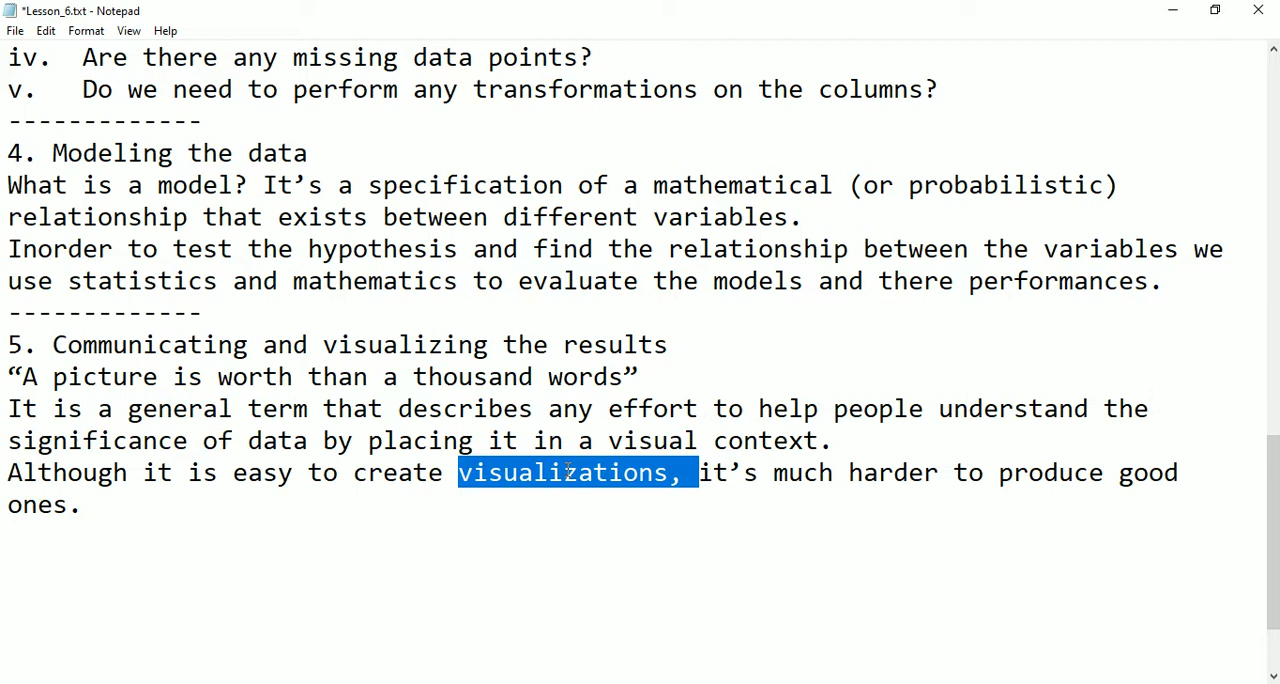 *Lesson_6.txt - Notepad
File Edit Format View Help
iv. Are there any missing data points?
v. Do we need to perform any transformations on the columns?
-------------
4. Modeling the data
What is a model? It’s a specification of a mathematical (or probabilistic)
relationship that exists between different variables.
Inorder to test the hypothesis and find the relationship between the variables we
use statistics and mathematics to evaluate the models and there performances.
-------------
5. Communicating and visualizing the results
“A picture is worth than a thousand words”
It is a general term that describes any effort to help people understand the
significance of data by placing it in a visual context.
Although it is easy to create visualizations, it’s much harder to produce good
ones.